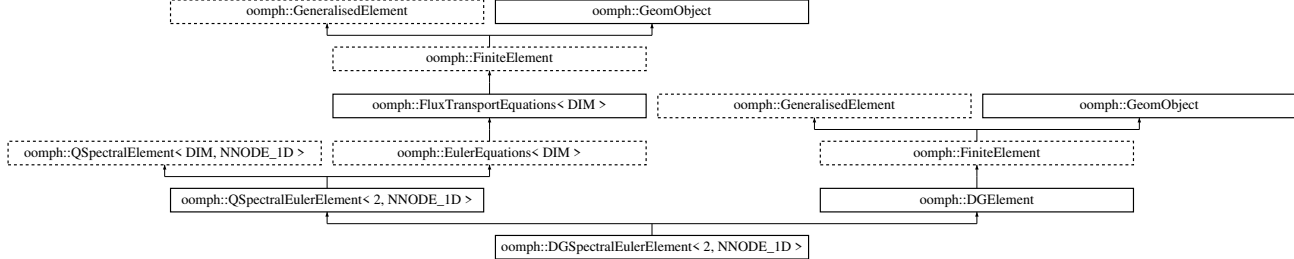 oomph::GeneralisedElement
oomph::GeomObject
oomph::FiniteElement
oomph::FluxTransportEquations< DIM >
oomph::GeneralisedElement
oomph::GeomObject
oomph::QSpectralElement< DIM, NNODE_1D >
oomph::EulerEquations< DIM >
oomph::FiniteElement
oomph::QSpectralEulerElement< 2, NNODE_1D >
oomph::DGElement
oomph::DGSpectralEulerElement< 2, NNODE_1D >